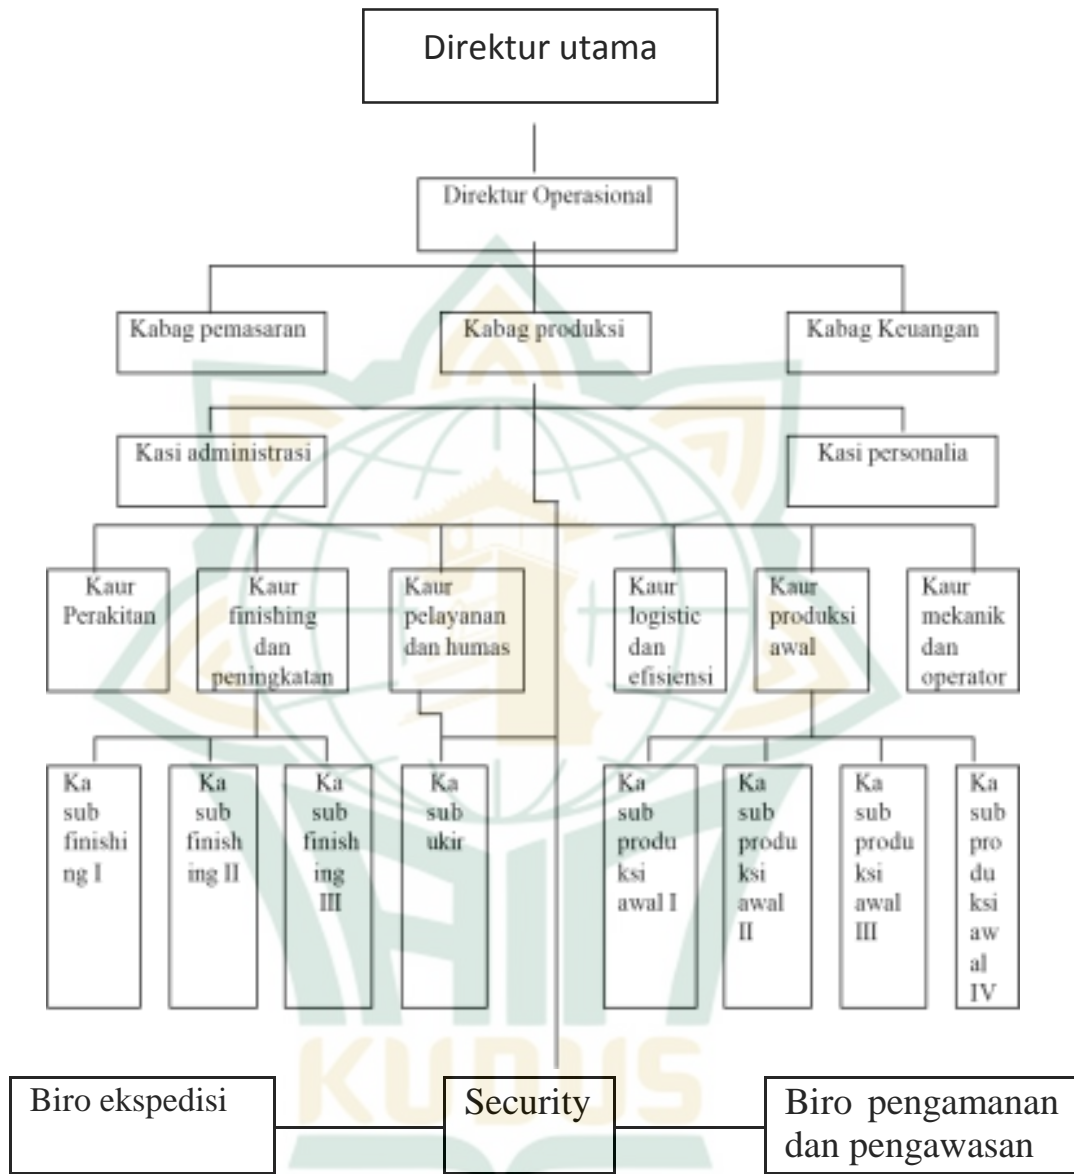 Direktur utama
Direktur Operasional
Kabag pemasaran
Kabag produksi
Kabag Keuangan
Kasi administrasi
Kasi personalia
Kaur
Perakitan
Kaur
finishing
dan
peningkatan
Kaur
pelayanan
dan humas
Kaur
logistic
dan
efisiensi
Kaur
produksi
awal
Kaur
mekanik
dan
operator
Ka
sub
finishi
ng I
Ka
sub
finish
ing II
Ka
sub
finish
ing
III
Ka
sub
ukir
Ka
sub
produ
ksi
awal I
Ka
sub
produ
ksi
awal
II
Ka
sub
produ
ksi
awal
III
Ka
sub
pro
du
ksi
aw
al
IV
KUDUS
Biro ekspedisi
Security
Biro pengamanan
dan pengawasan